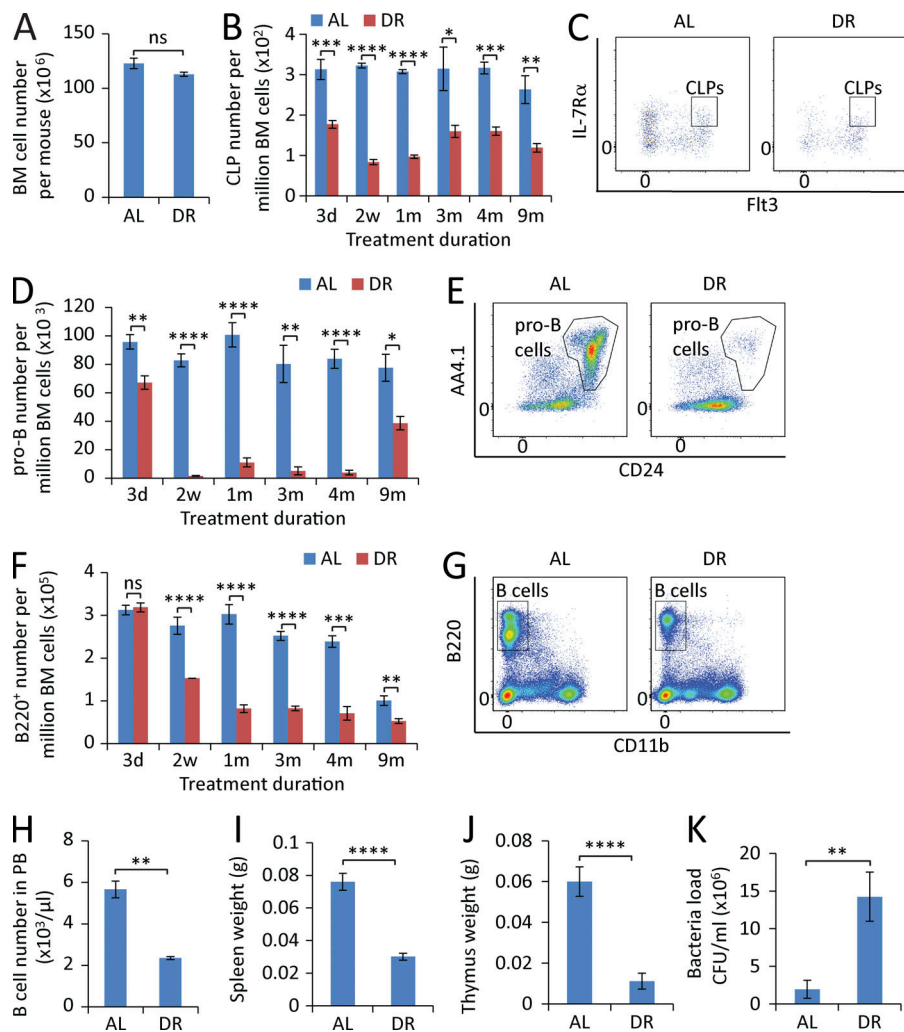 A
BM cell number
per mouse (x10⁶)
150
100
50
0
ns
AL
DR
B
AL
DR
CLP number per
million BM cells (x10²)
4
3
2
1
0
***
****
****
*
***
**
3d
2w
1m
3m
4m
9m
Treatment duration
C
AL
DR
IL-7Rα
CLPs
CLPs
0
0
0
0
Flt3
D
AL
DR
pro-B number per
million BM cells (x10³)
120
100
80
60
40
20
0
**
****
****
**
****
*
3d
2w
1m
3m
4m
9m
Treatment duration
E
AL
DR
AA4.1
pro-B
cells
pro-B
cells
0
0
0
0
CD24
F
AL
DR
B220⁺ number per
million BM cells (x10⁵)
4
3
2
1
0
ns
****
****
****
***
**
3d
2w
1m
3m
4m
9m
Treatment duration
G
AL
DR
B220
B cells
B cells
0
0
0
0
CD11b
H
B cell number in PB
(x10³/µl)
8
6
4
2
0
**
AL
DR
I
Spleen weight (g)
0.1
0.08
0.06
0.04
0.02
0
****
AL
DR
J
Thymus weight (g)
0.08
0.06
0.04
0.02
0
****
AL
DR
K
Bacteria load
CFU/ml (x10⁶)
20
15
10
5
0
**
AL
DR